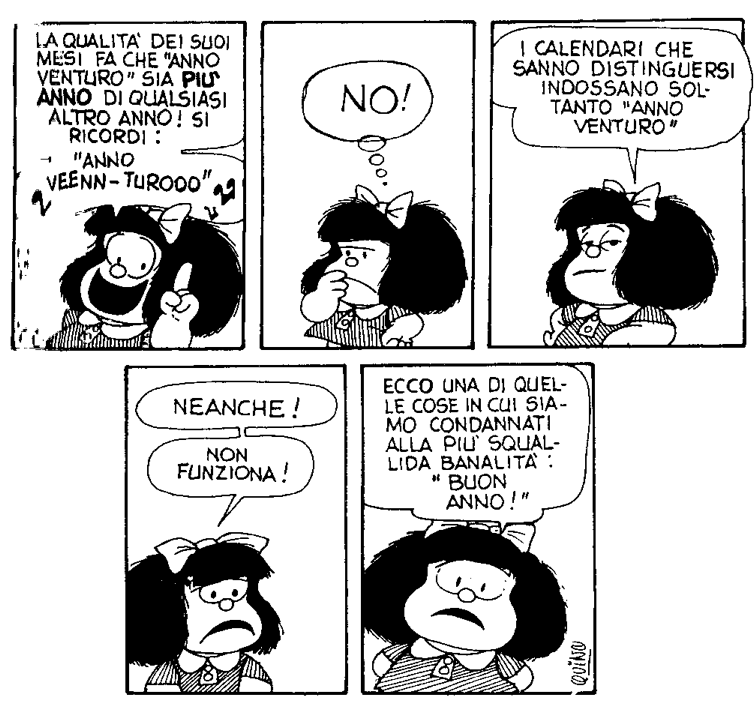 LA QUALITA' DEI SUOI
MESI FA CHE "ANNO
VENTURO" SIA PIU'
ANNO DI QUALSIASI
ALTRO ANNO! SI
RICORDI:
"ANNO
VEENN-TUROOO"
NO!
I CALENDARI CHE
SANNO DISTINGUERSI
INDOSSANO SOL-
TANTO "ANNO
VENTURO"
NEANCHE!
NON
FUNZIONA!
ECCO UNA DI QUEL-
LE COSE IN CUI SIA-
MO CONDANNATI
ALLA PIU' SQUAL-
LIDA BANALITA':
"BUON
ANNO!"
QUINO